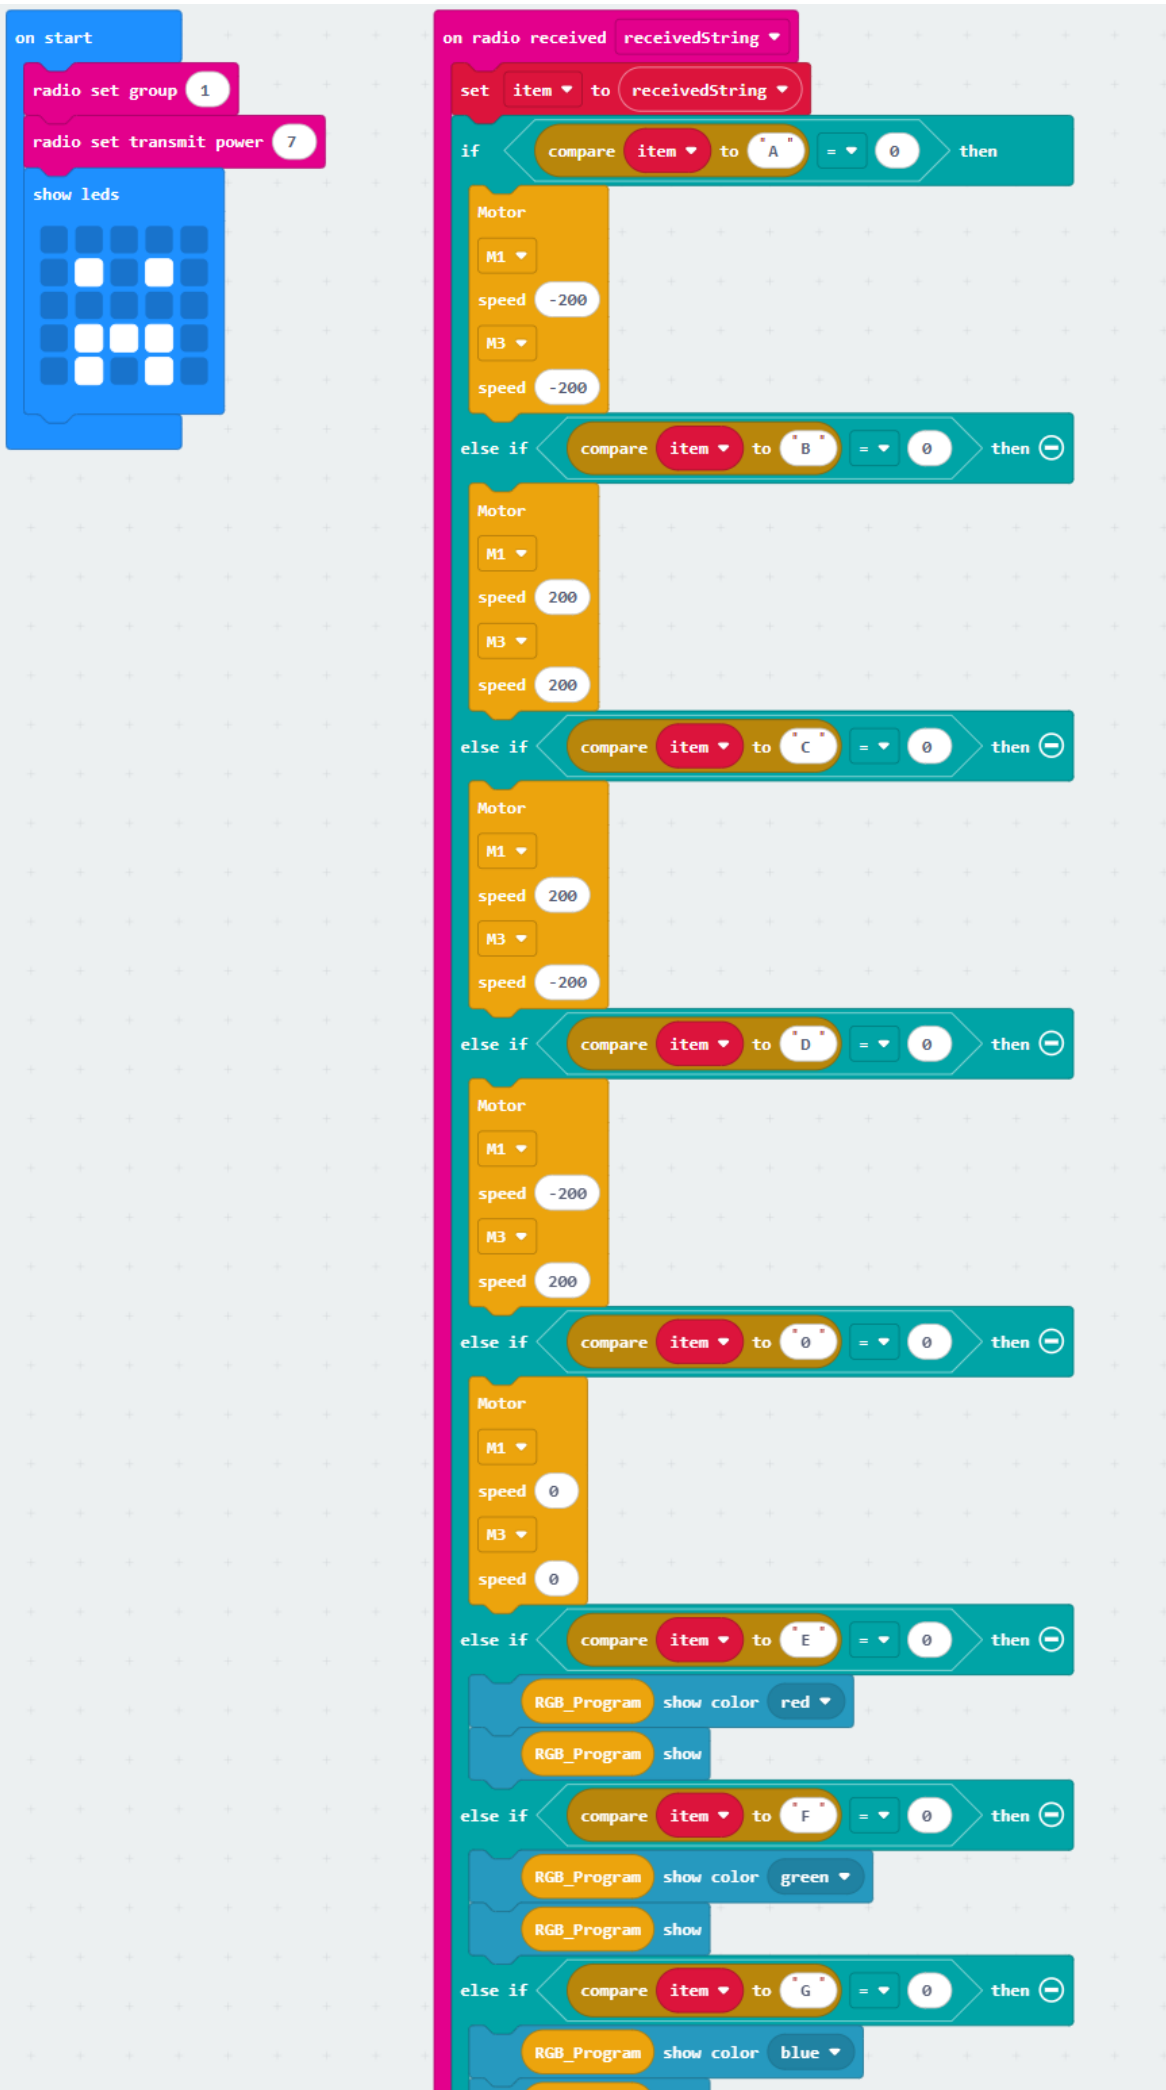 on start
radio set group 1
radio set transmit power 7
show leds
on radio received receivedString
set item to receivedString
if compare item to "A" = 0 then
Motor
M1
speed -200
M3
speed -200
else if compare item to "B" = 0 then
Motor
M1
speed 200
M3
speed 200
else if compare item to "C" = 0 then
Motor
M1
speed 200
M3
speed -200
else if compare item to "D" = 0 then
Motor
M1
speed -200
M3
speed 200
else if compare item to "0" = 0 then
Motor
M1
speed 0
M3
speed 0
else if compare item to "E" = 0 then
RGB_Program show color red
RGB_Program show
else if compare item to "F" = 0 then
RGB_Program show color green
RGB_Program show
else if compare item to "G" = 0 then
RGB_Program show color blue